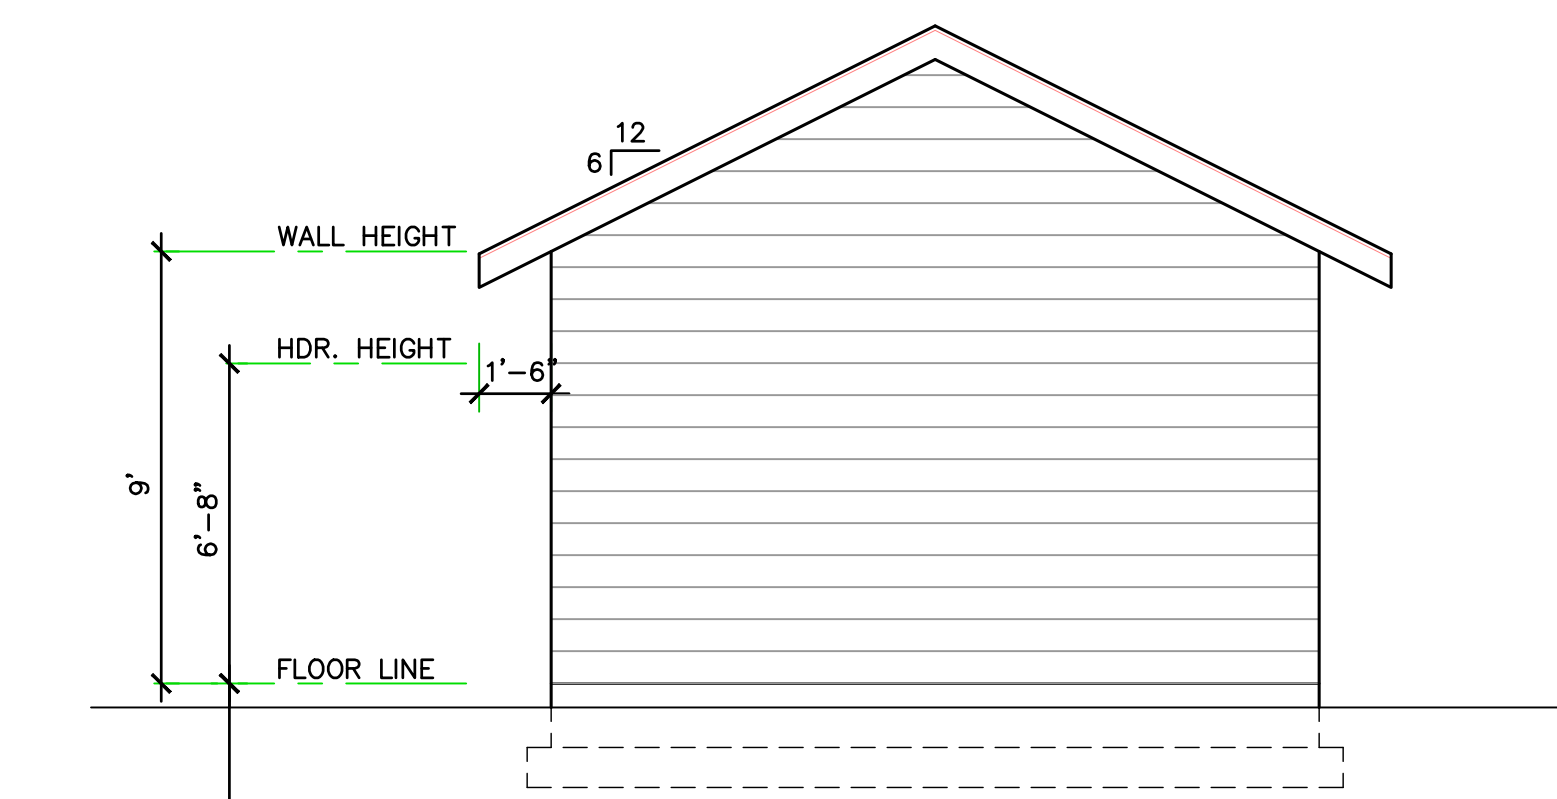 12
6
WALL HEIGHT
HDR. HEIGHT
1'-6"
9'
6'-8"
FLOOR LINE